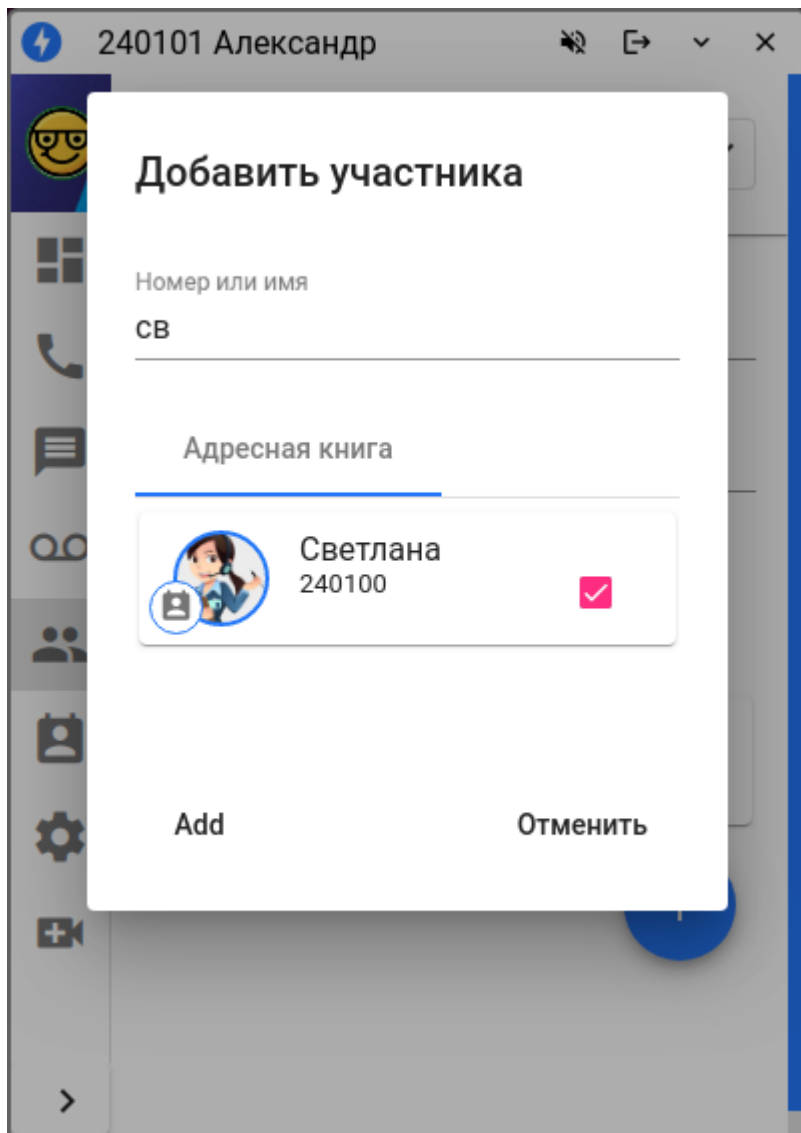 240101 Александр
Добавить участника
Номер или имя
св
Адресная книга
Светлана
240100
Add
Отменить